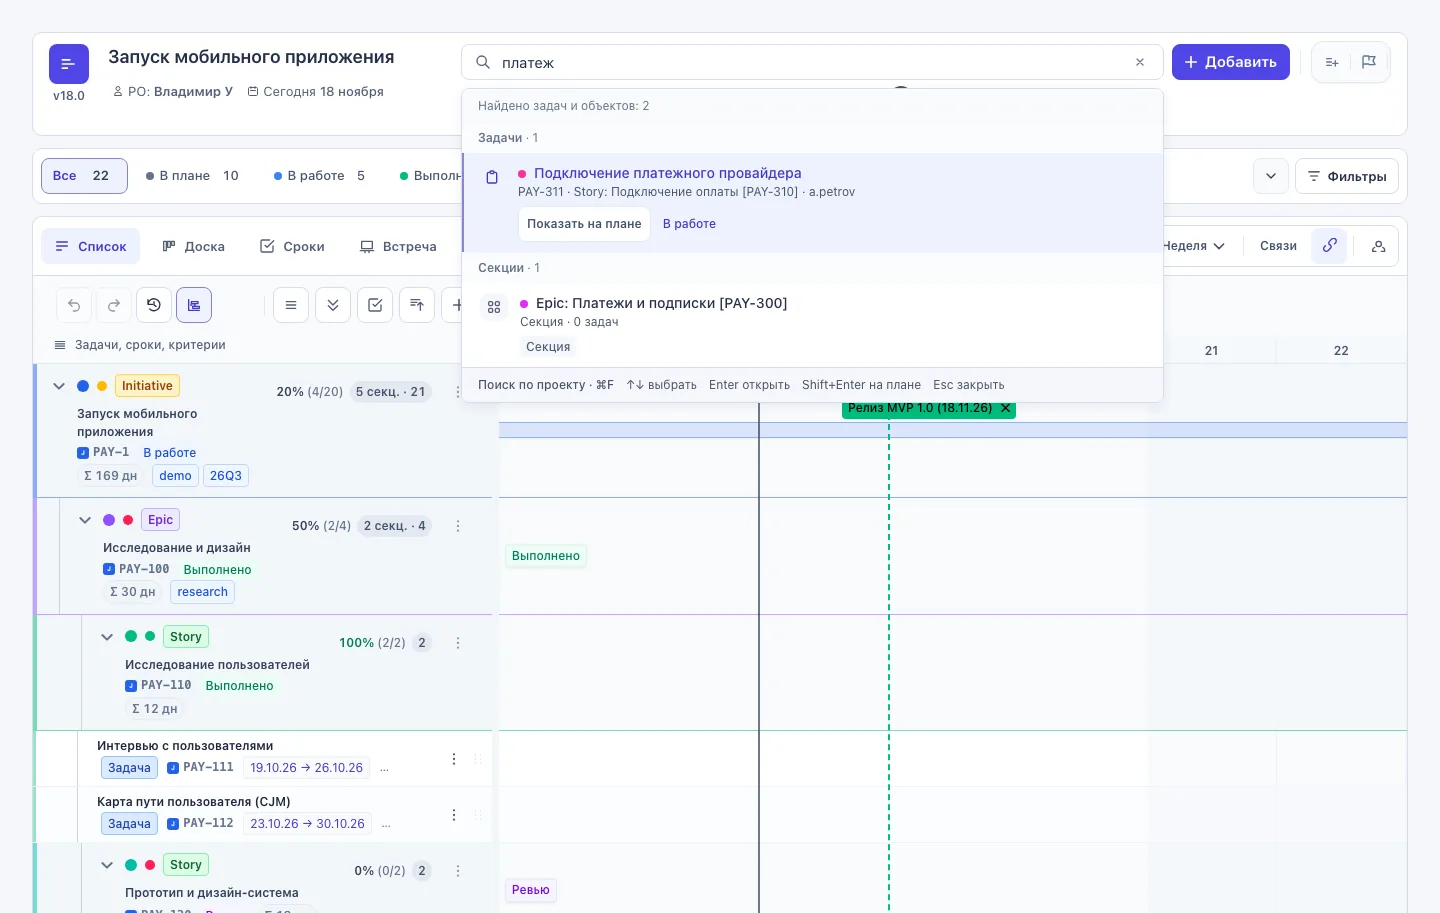 Запуск мобильного приложения
v18.0
PO: Владимир У
Сегодня 18 ноября
платеж
Добавить
Найдено задач и объектов: 2
Задачи · 1
Подключение платежного провайдера
PAY-311 · Story: Подключение оплаты [PAY-310] · a.petrov
Показать на плане
В работе
Секции · 1
Epic: Платежи и подписки [PAY-300]
Секция · 0 задач
Секция
Поиск по проекту · ⌘F ↑↓ выбрать Enter открыть Shift+Enter на плане Esc закрыть
Все 22
В плане 10
В работе 5
Выполн
Фильтры
Список
Доска
Сроки
Встреча
Неделя
Связи
Задачи, сроки, критерии
21
22
Initiative
20% (4/20)
5 секц. · 21
Запуск мобильного
приложения
PAY-1
В работе
Σ 169 дн
demo
26Q3
Релиз MVP 1.0 (18.11.26) ✕
Epic
50% (2/4)
2 секц. · 4
Исследование и дизайн
PAY-100
Выполнено
Σ 30 дн
research
Выполнено
Story
100% (2/2)
2
Исследование пользователей
PAY-110
Выполнено
Σ 12 дн
Интервью с пользователями
Задача
PAY-111
19.10.26 → 26.10.26
...
Карта пути пользователя (CJM)
Задача
PAY-112
23.10.26 → 30.10.26
...
Story
0% (0/2)
2
Прототип и дизайн-система
Ревью